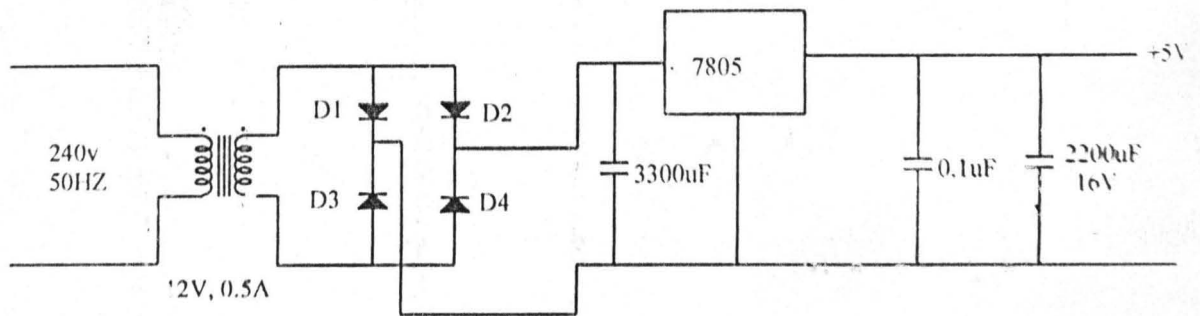 7805
+5V
D1
D2
240v
50HZ
3300uF
0.1uF
2200uF
16V
D3
D4
12V, 0.5A